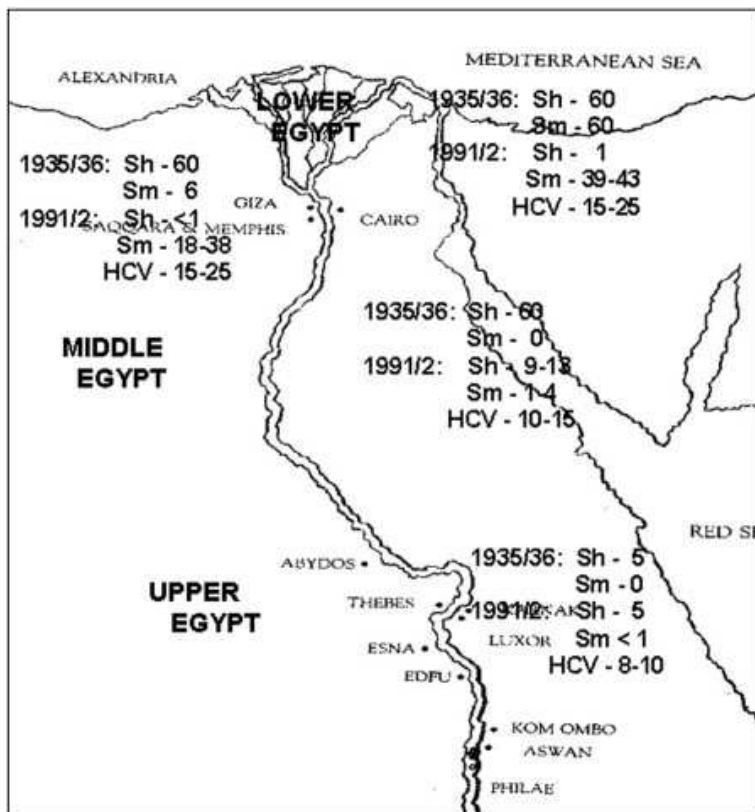 MEDITERRANEAN SEA
ALEXANDRIA
LOWER
EGYPT
1935/36: Sh - 60
Sm - 60
1991/2: Sh - 1
Sm - 39-43
HCV - 15-25
1935/36: Sh - 60
Sm - 6
1991/2: Sh - <1
Sm - 18-38
HCV - 15-25
GIZA
CAIRO
SAQQARA & MEMPHIS
1935/36: Sh - 60
Sm - 0
1991/2: Sh - 9-13
Sm - 1-4
HCV - 10-15
MIDDLE
EGYPT
RED
1935/36: Sh - 5
Sm - 0
1991/2: Sh - 5
Sm < 1
HCV - 8-10
ABYDOS
UPPER
EGYPT
THEBES
LUXOR
ESNA
EDFU
KOM OMBO
ASWAN
PHILAE